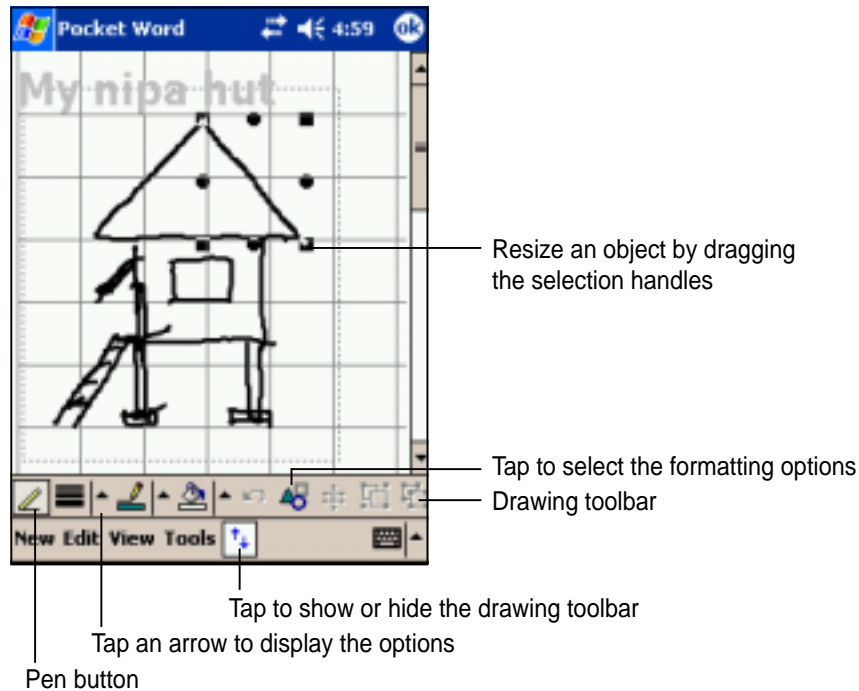 Pocket Word 4:59 ok
My nipa hut
Resize an object by dragging
the selection handles
Tap to select the formatting options
Drawing toolbar
New Edit View Tools
Tap to show or hide the drawing toolbar
Tap an arrow to display the options
Pen button